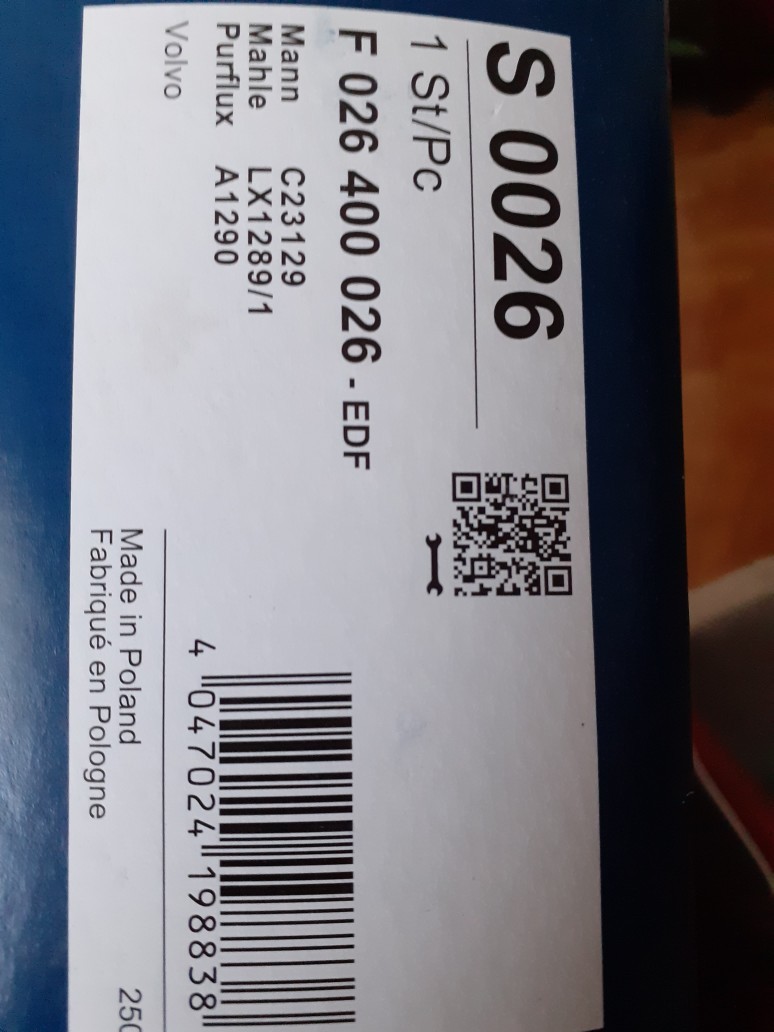 S 0026
1 St/Pc
F 026 400 026 - EDF
Mann C23129
Mahle LX1289/1
Purflux A1290
Volvo
4 047024 198838
Made in Poland
Fabriqué en Pologne